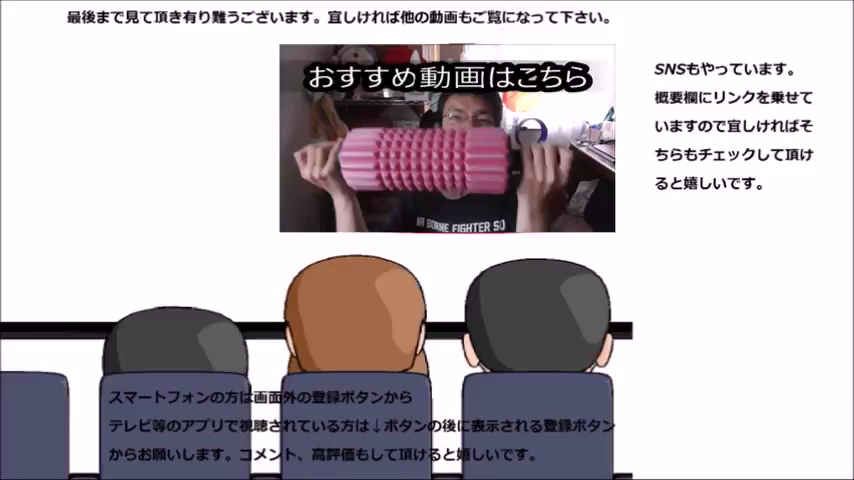 最後まで見て頂き有り難うございます。宜しければ他の動画もご覧になって下さい。
おすすめ動画はこちら
SNSもやっています。
概要欄にリンクを乗せて
いますので宜しければそ
ちらもチェックして頂け
ると嬉しいです。
BORNE FIGHTER SQ
スマートフォンの方は画面外の登録ボタンから
テレビ等のアプリで視聴されている方は↓ボタンの後に表示される登録ボタン
からお願いします。コメント、高評価もして頂けると嬉しいです。